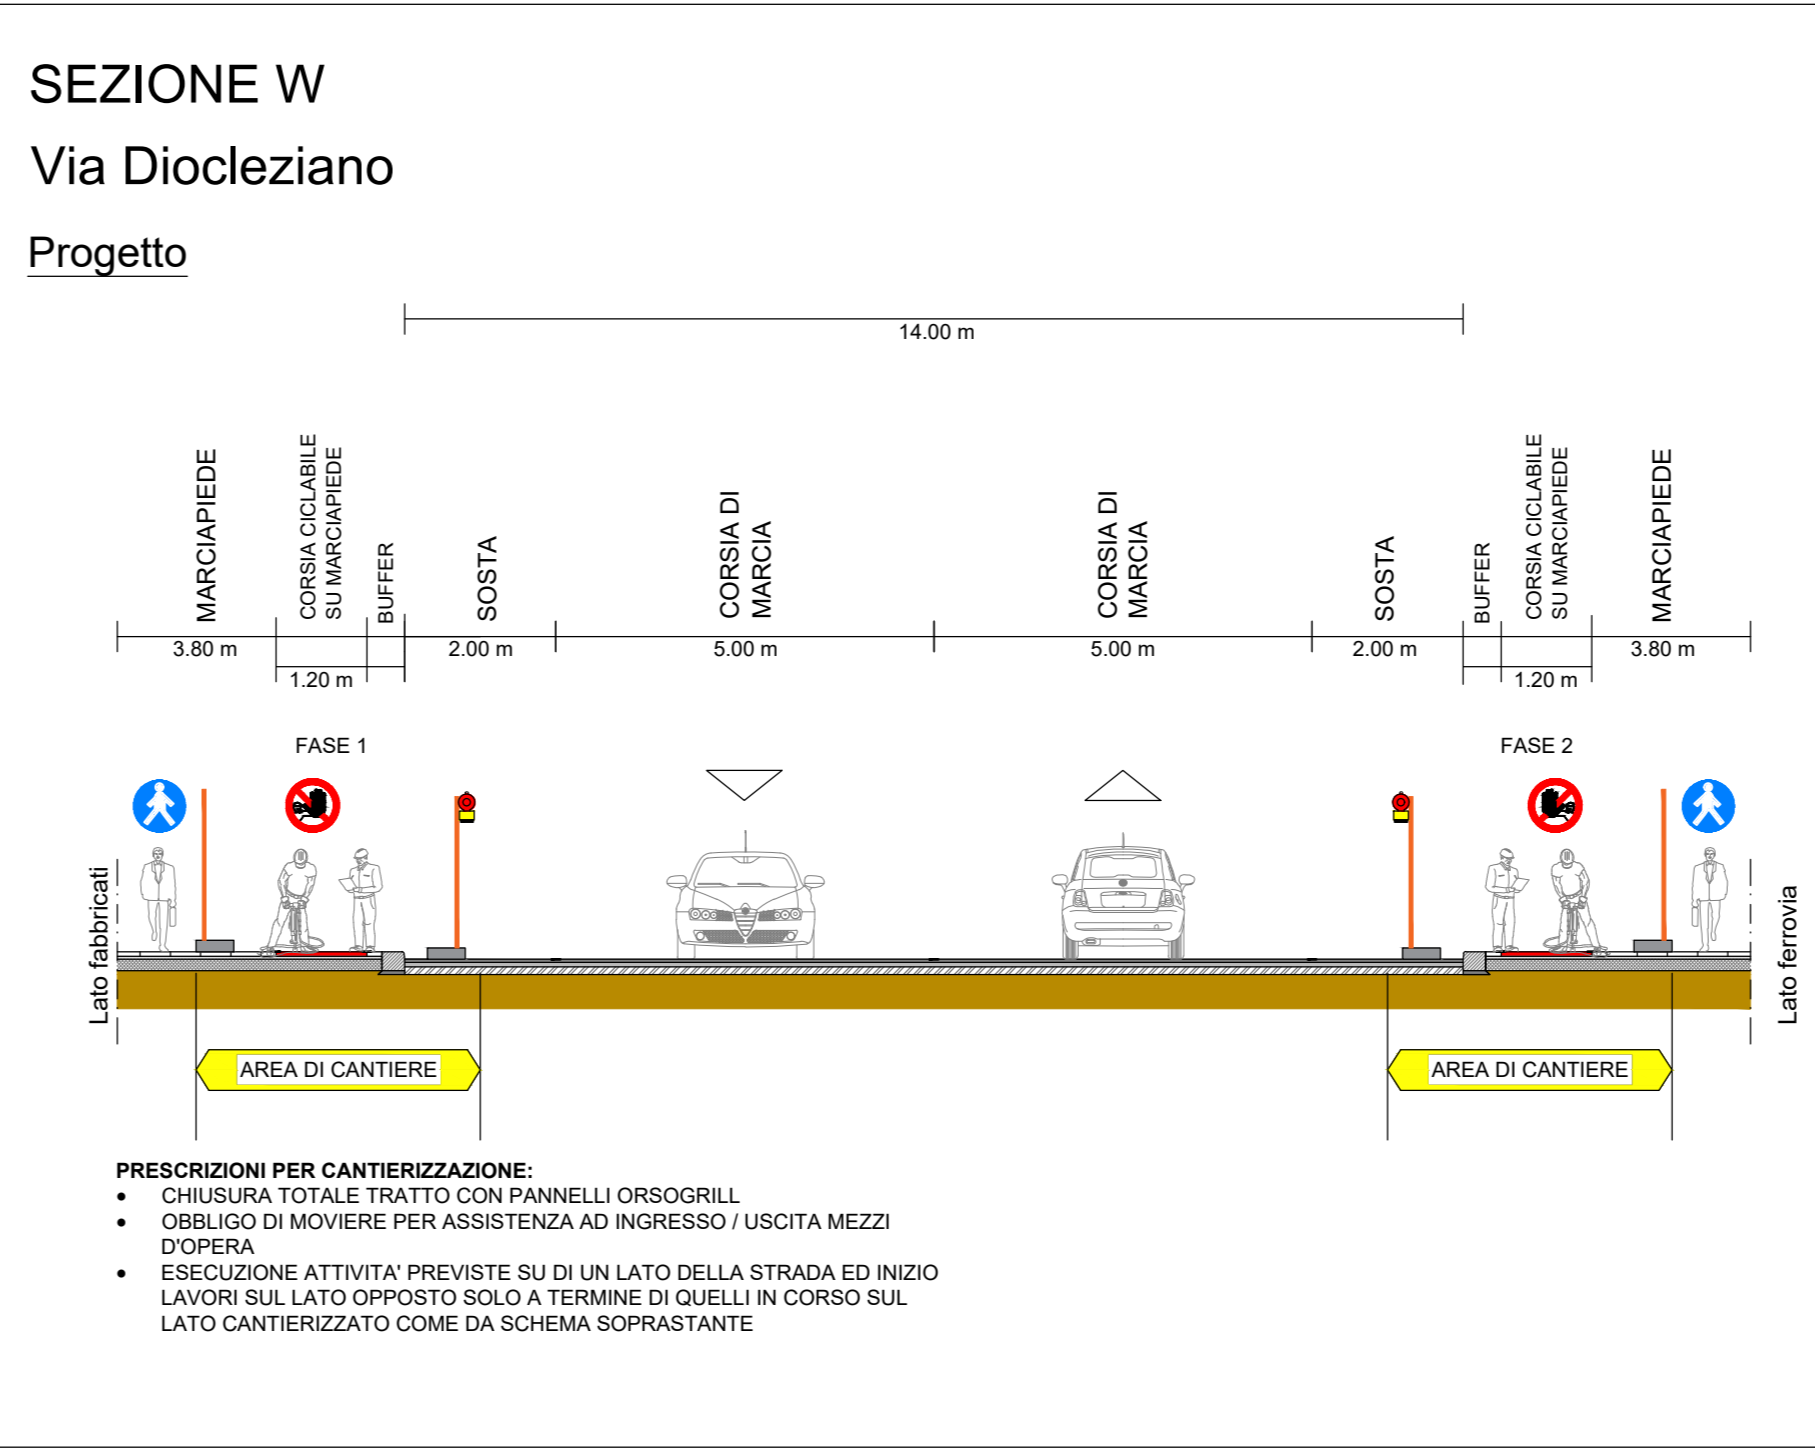 SEZIONE W
Via Diocleziano
Progetto
14.00 m
MARCIAPIEDE
CORSIA CICLABILE
SU MARCIAPIEDE
BUFFER
SOSTA
CORSIA DI
MARCIA
CORSIA DI
MARCIA
SOSTA
BUFFER
CORSIA CICLABILE
SU MARCIAPIEDE
MARCIAPIEDE
3.80 m
2.00 m
5.00 m
5.00 m
2.00 m
3.80 m
1.20 m
1.20 m
FASE 1
FASE 2
Lato fabbricati
Lato ferrovia
AREA DI CANTIERE
AREA DI CANTIERE
PRESCRIZIONI PER CANTIERIZZAZIONE:
• CHIUSURA TOTALE TRATTO CON PANNELLI ORSOGRILL
• OBBLIGO DI MOVIERE PER ASSISTENZA AD INGRESSO / USCITA MEZZI
D'OPERA
• ESECUZIONE ATTIVITA' PREVISTE SU DI UN LATO DELLA STRADA ED INIZIO
LAVORI SUL LATO OPPOSTO SOLO A TERMINE DI QUELLI IN CORSO SUL
LATO CANTIERIZZATO COME DA SCHEMA SOPRASTANTE